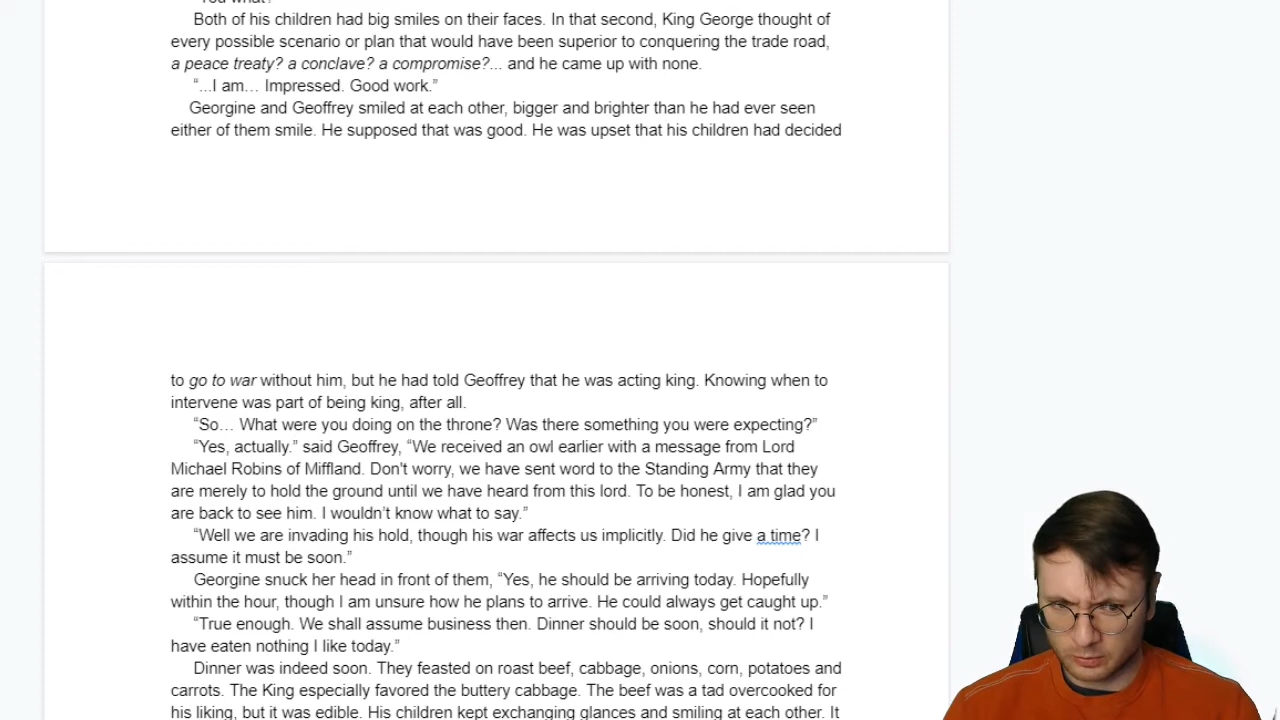 "You what?"
Both of his children had big smiles on their faces. In that second, King George thought of
every possible scenario or plan that would have been superior to conquering the trade road,
a peace treaty? a conclave? a compromise?... and he came up with none.
“...I am… Impressed. Good work.”
Georgine and Geoffrey smiled at each other, bigger and brighter than he had ever seen
either of them smile. He supposed that was good. He was upset that his children had decided
to go to war without him, but he had told Geoffrey that he was acting king. Knowing when to
intervene was part of being king, after all.
“So… What were you doing on the throne? Was there something you were expecting?”
“Yes, actually.” said Geoffrey, “We received an owl earlier with a message from Lord
Michael Robins of Miffland. Don't worry, we have sent word to the Standing Army that they
are merely to hold the ground until we have heard from this lord. To be honest, I am glad you
are back to see him. I wouldn’t know what to say.”
“Well we are invading his hold, though his war affects us implicitly. Did he give a time? I
assume it must be soon.”
Georgine snuck her head in front of them, “Yes, he should be arriving today. Hopefully
within the hour, though I am unsure how he plans to arrive. He could always get caught up.”
“True enough. We shall assume business then. Dinner should be soon, should it not? I
have eaten nothing I like today.”
Dinner was indeed soon. They feasted on roast beef, cabbage, onions, corn, potatoes and
carrots. The King especially favored the buttery cabbage. The beef was a tad overcooked for
his liking, but it was edible. His children kept exchanging glances and smiling at each other. It